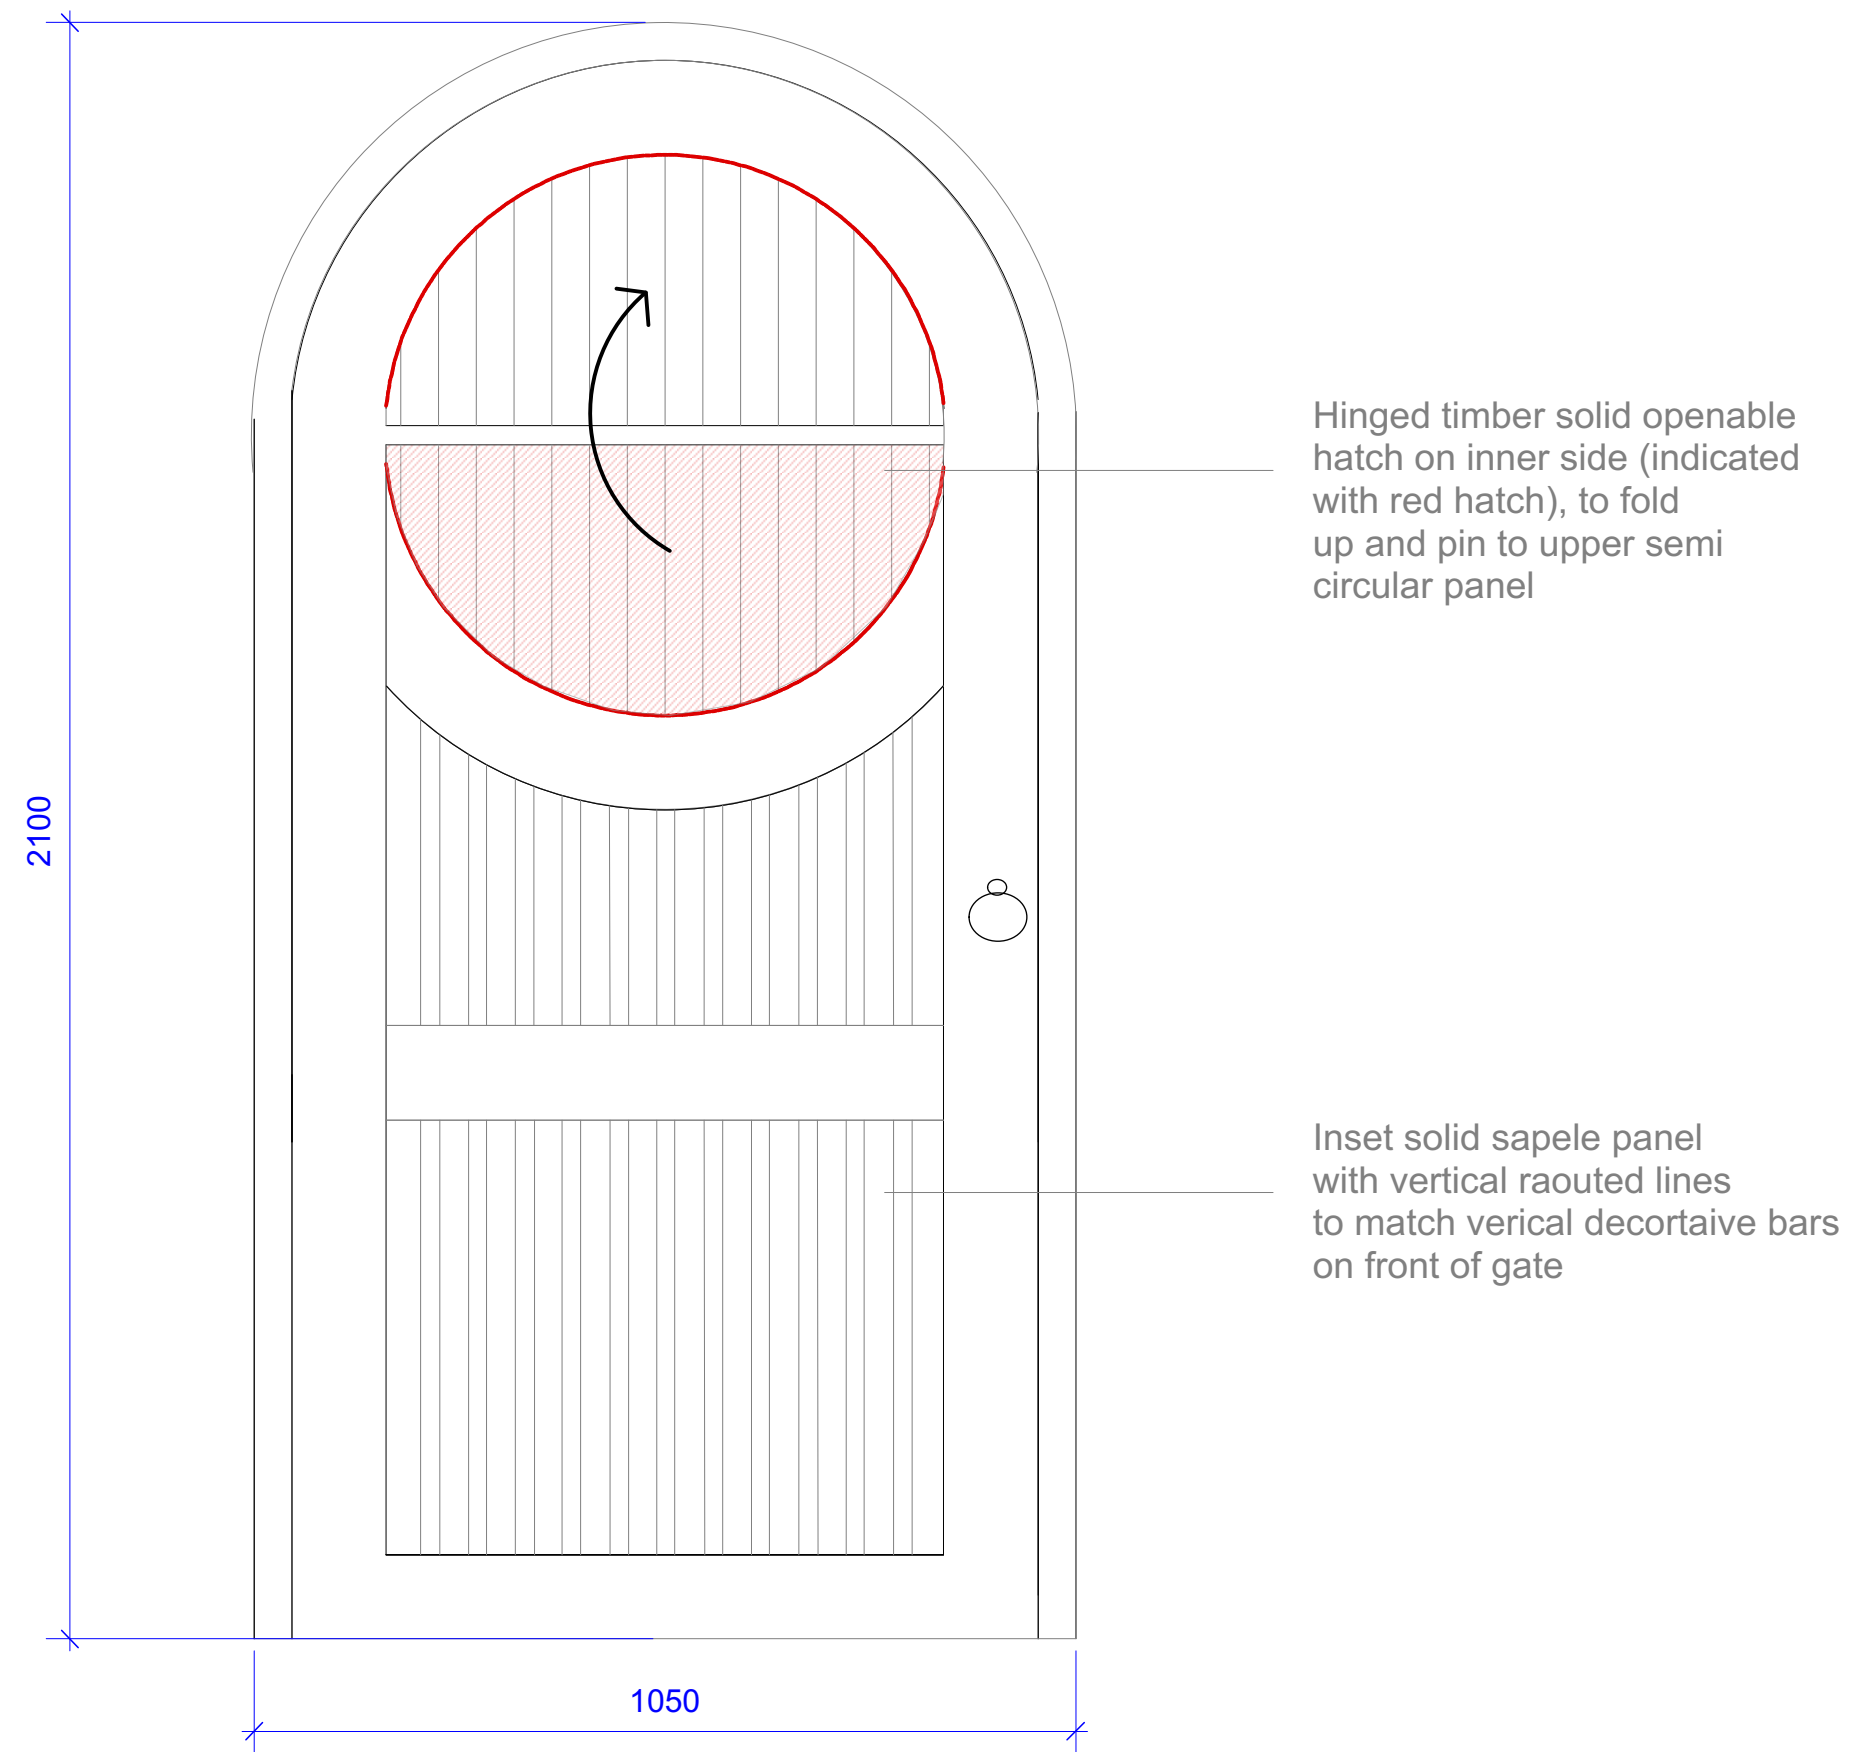 Hinged timber solid openable
hatch on inner side (indicated
with red hatch), to fold
up and pin to upper semi
circular panel
2100
Inset solid sapele panel
with vertical raouted lines
to match verical decortaive bars
on front of gate
1050